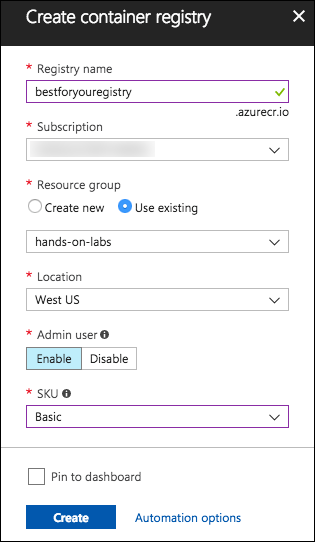 Create container registry
* Registry name
bestforyouregistry
.azurecr.io
* Subscription
* Resource group
Create new Use existing
hands-on-labs
* Location
West US
* Admin user
Enable Disable
* SKU
Basic
Pin to dashboard
Create Automation options